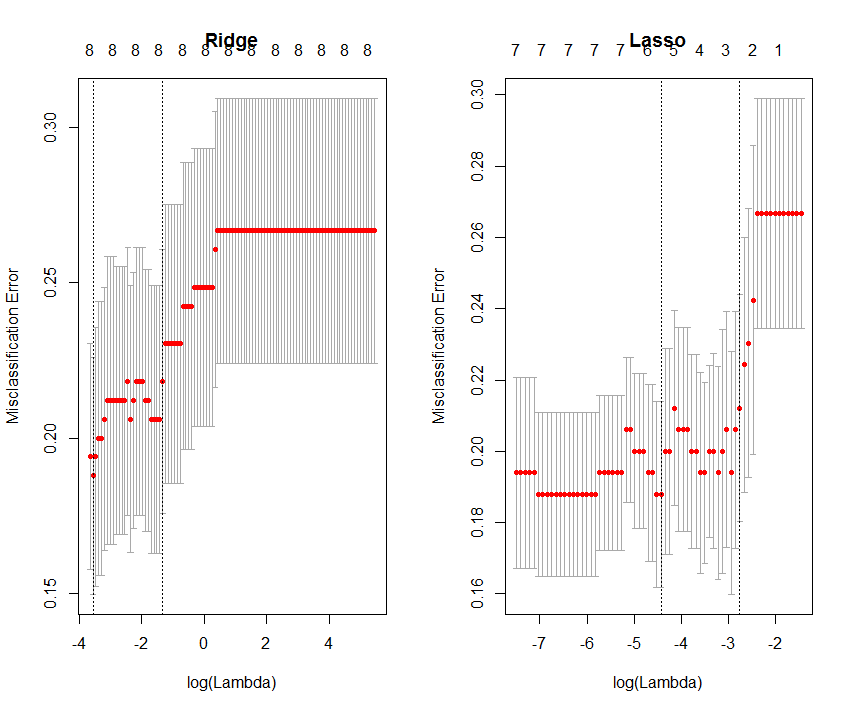 Ridge
8 8 8 8 8 8 8 8 8 8 8 8 8
0.30
0.25
0.20
0.15
Misclassification Error
-4 -2 0 2 4
log(Lambda)
Lasso
7 7 7 7 7 6 5 4 3 2 1
0.30
0.28
0.26
0.24
0.22
0.20
0.18
0.16
Misclassification Error
-7 -6 -5 -4 -3 -2
log(Lambda)